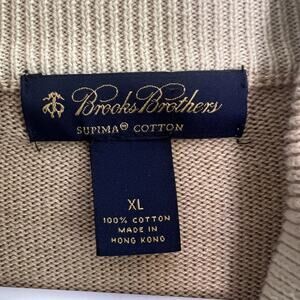 Brooks Brothers
SUPIMA® COTTON
XL
100% COTTON
MADE IN
HONG KONG